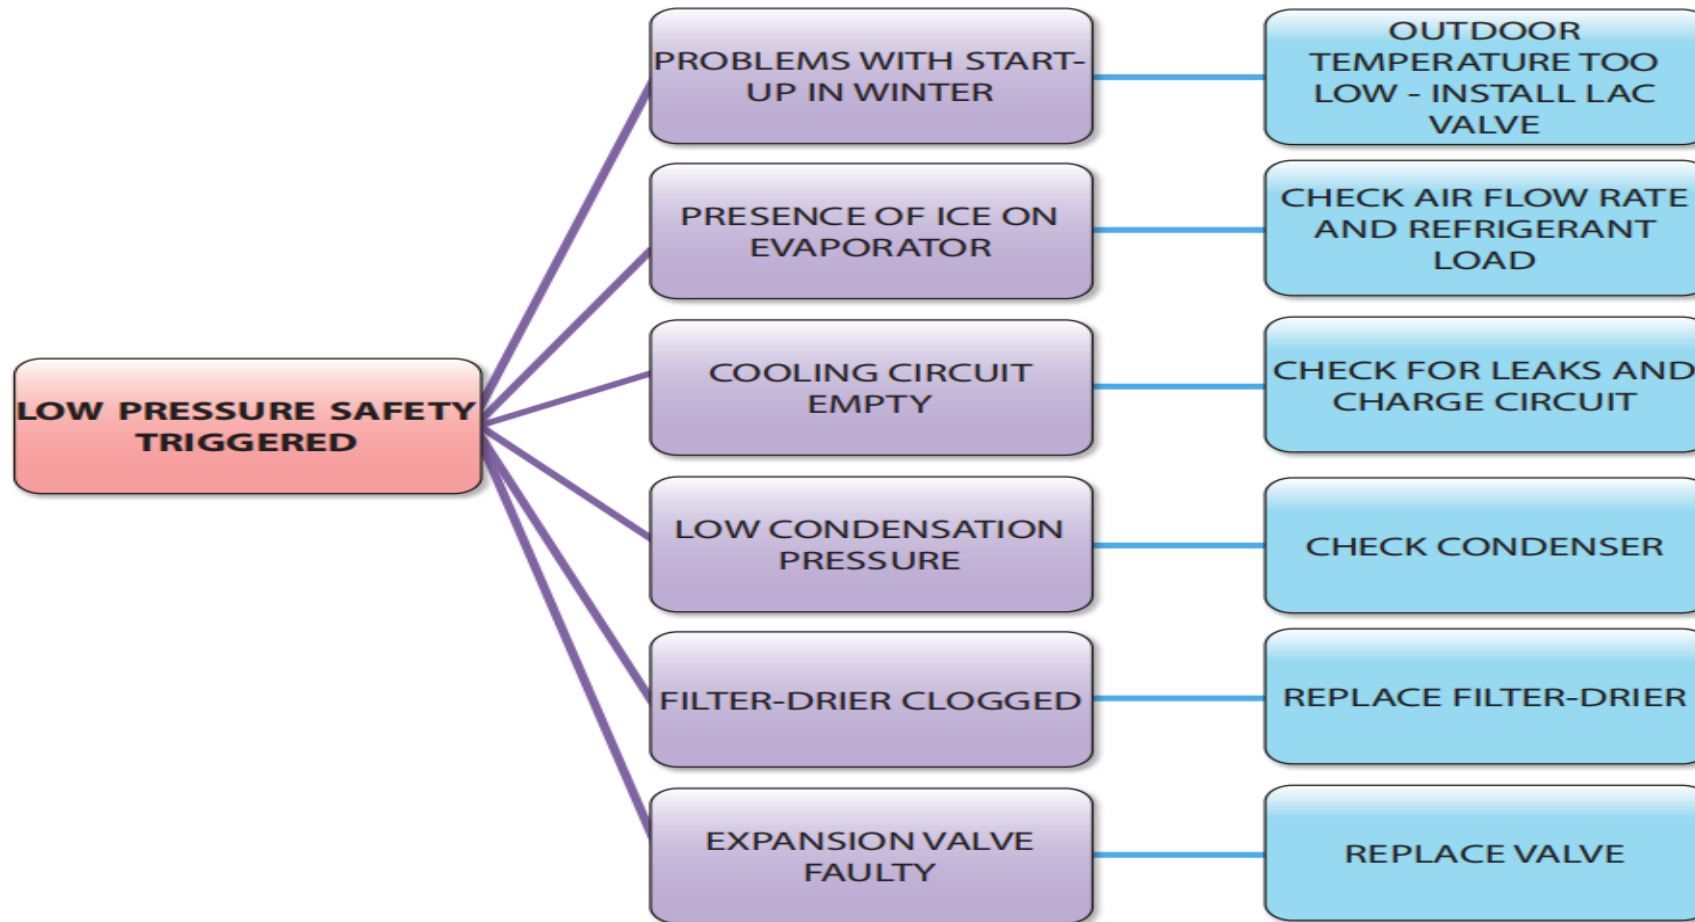 LOW PRESSURE SAFETY
TRIGGERED
PROBLEMS WITH START-
UP IN WINTER
OUTDOOR
TEMPERATURE TOO
LOW - INSTALL LAC
VALVE
PRESENCE OF ICE ON
EVAPORATOR
CHECK AIR FLOW RATE
AND REFRIGERANT
LOAD
COOLING CIRCUIT
EMPTY
CHECK FOR LEAKS AND
CHARGE CIRCUIT
LOW CONDENSATION
PRESSURE
CHECK CONDENSER
FILTER-DRIER CLOGGED
REPLACE FILTER-DRIER
EXPANSION VALVE
FAULTY
REPLACE VALVE